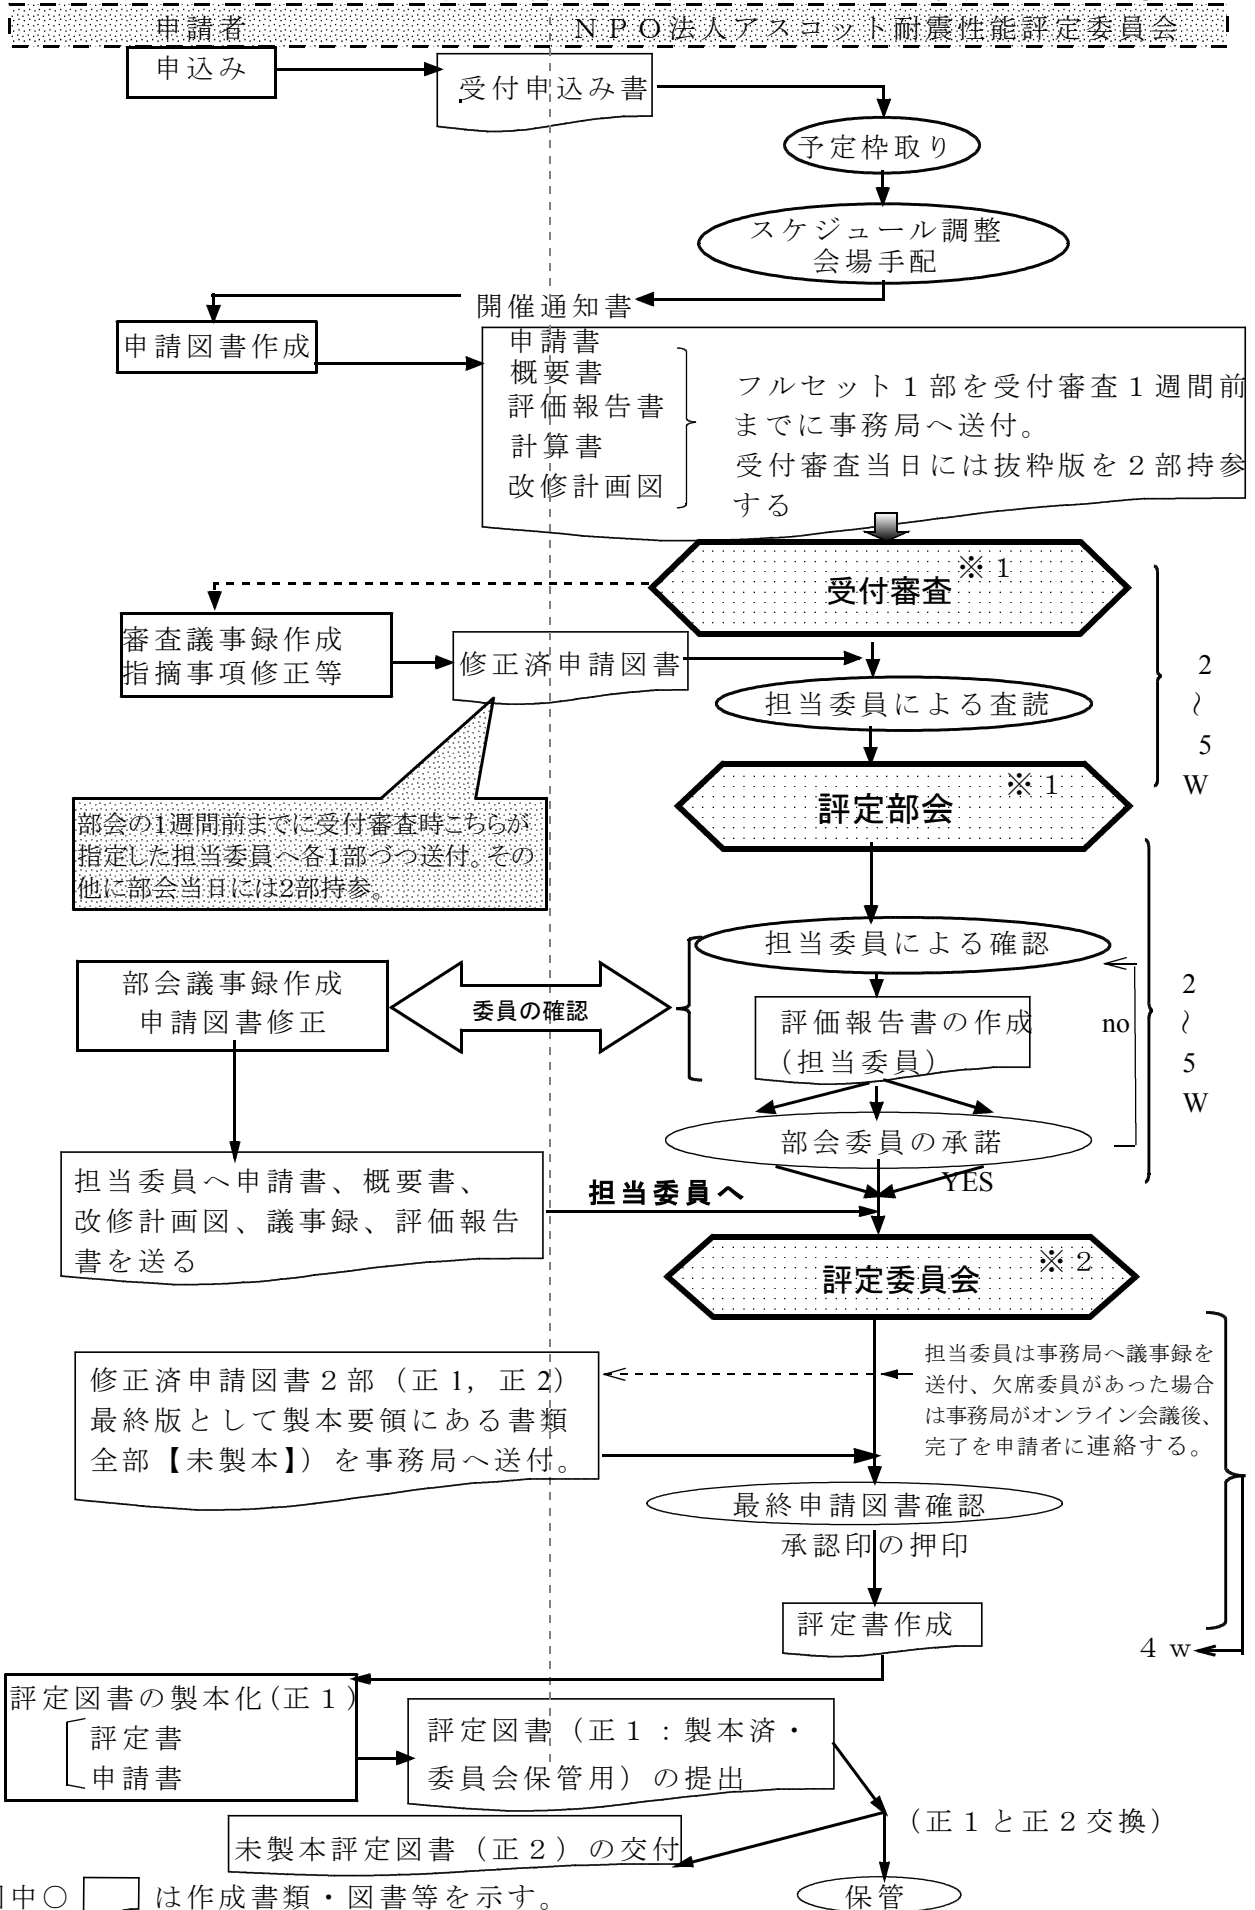 申請者
ＮＰＯ法人アスコット耐震性能評定委員会
申込み
受付申込み書
予定枠取り
スケジュール調整
会場手配
開催通知書
申請図書作成
申請書
概要書
評価報告書
計算書
改修計画図
フルセット１部を受付審査１週間前
までに事務局へ送付。
受付審査当日には抜粋版を２部持参
する
※１
受付審査
審査議事録作成
指摘事項修正等
修正済申請図書
担当委員による査読
2
～
5
W
※１
評定部会
部会の1週間前までに受付審査時こちらが
指定した担当委員へ各1部づつ送付。その
他に部会当日には2部持参。
担当委員による確認
部会議事録作成
申請図書修正
委員の確認
評価報告書の作成
（担当委員）
no
2
～
5
W
部会委員の承諾
YES
担当委員へ申請書、概要書、
改修計画図、議事録、評価報告
書を送る
担当委員へ
※２
評定委員会
担当委員は事務局へ議事録を
送付、欠席委員があった場合
は事務局がオンライン会議後、
完了を申請者に連絡する。
修正済申請図書２部（正1，正2）
最終版として製本要領にある書類
全部【未製本】）を事務局へ送付。
最終申請図書確認
承認印の押印
評定書作成
４ｗ
評定図書の製本化(正１)
評定書
申請書
評定図書（正１：製本済・
委員会保管用）の提出
（正１と正２交換）
未製本評定図書（正２）の交付
保管
中〇 は作成書類・図書等を示す。